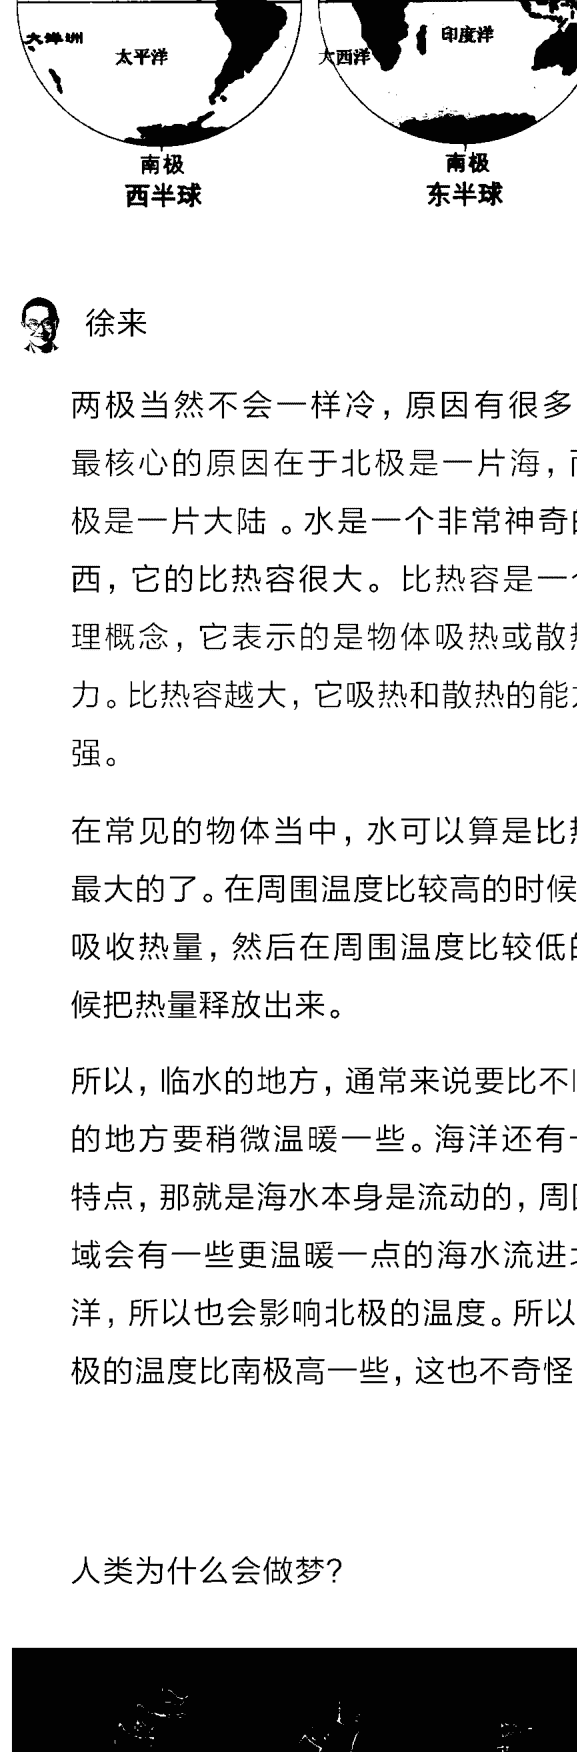 大洋洲
太平洋
大西洋
印度洋
南极
西半球
南极
东半球
徐来
两极当然不会一样冷，原因有很多
最核心的原因在于北极是一片海，
极是一片大陆。水是一个非常神奇
西，它的比热容很大。比热容是一
理概念，它表示的是物体吸热或散
力。比热容越大，它吸热和散热的能
强。
在常见的物体当中，水可以算是比
最大的了。在周围温度比较高的时候
吸收热量，然后在周围温度比较低
候把热量释放出来。
所以，临水的地方，通常来说要比不
的地方要稍微温暖一些。海洋还有
特点，那就是海水本身是流动的，周
域会有一些更温暖一点的海水流进
洋，所以也会影响北极的温度。所以
极的温度比南极高一些，这也不奇怪
人类为什么会做梦？